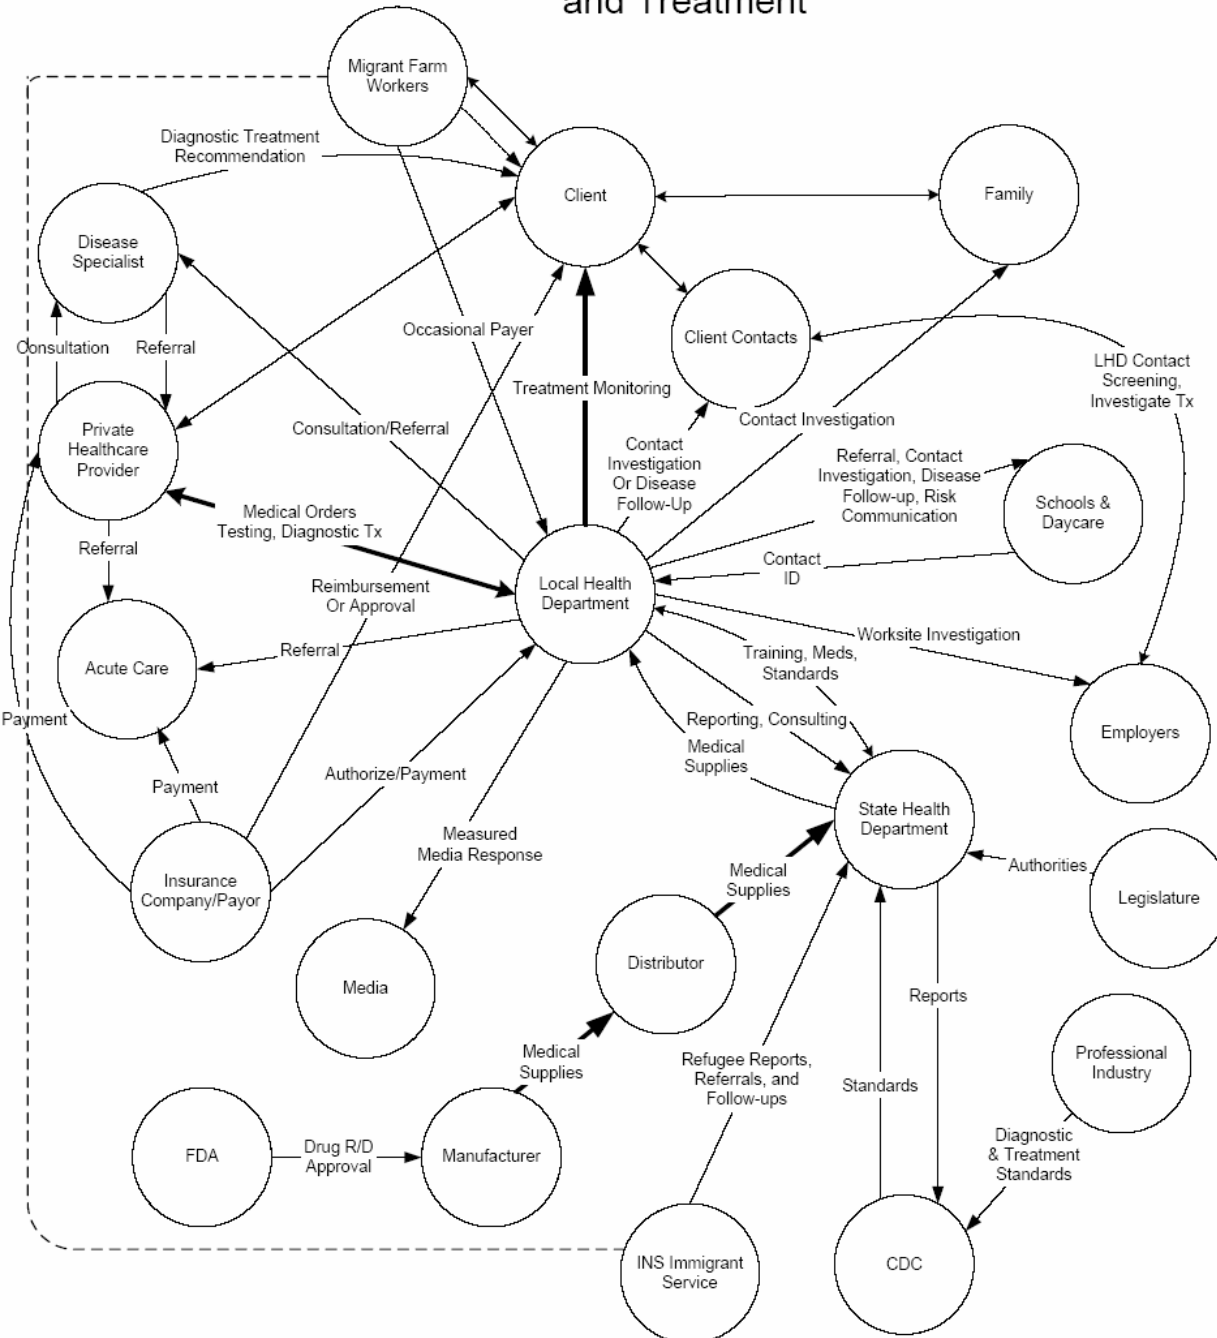 and Treatment
Migrant Farm
Workers
Diagnostic Treatment
Recommendation
Client
Family
Disease
Specialist
Occasional Payer
Client Contacts
Consultation
Referral
LHD Contact
Screening,
Investigate Tx
Treatment Monitoring
Contact Investigation
Consultation/Referral
Private
Healthcare
Provider
Contact
Investigation
Or Disease
Follow-Up
Referral, Contact
Investigation, Disease
Follow-up, Risk
Communication
Schools &
Daycare
Medical Orders
Testing, Diagnostic Tx
Referral
Contact
ID
Reimbursement
Or Approval
Local Health
Department
Worksite Investigation
Referral
Training, Meds,
Standards
Acute Care
Payment
Reporting, Consulting
Employers
Medical
Supplies
Authorize/Payment
Payment
State Health
Department
Measured
Media Response
Authorities
Medical
Supplies
Insurance
Company/Payor
Legislature
Distributor
Media
Reports
Medical
Supplies
Refugee Reports,
Referrals, and
Follow-ups
Professional
Industry
Standards
Diagnostic
& Treatment
Standards
FDA
Drug R/D
Approval
Manufacturer
INS Immigrant
Service
CDC